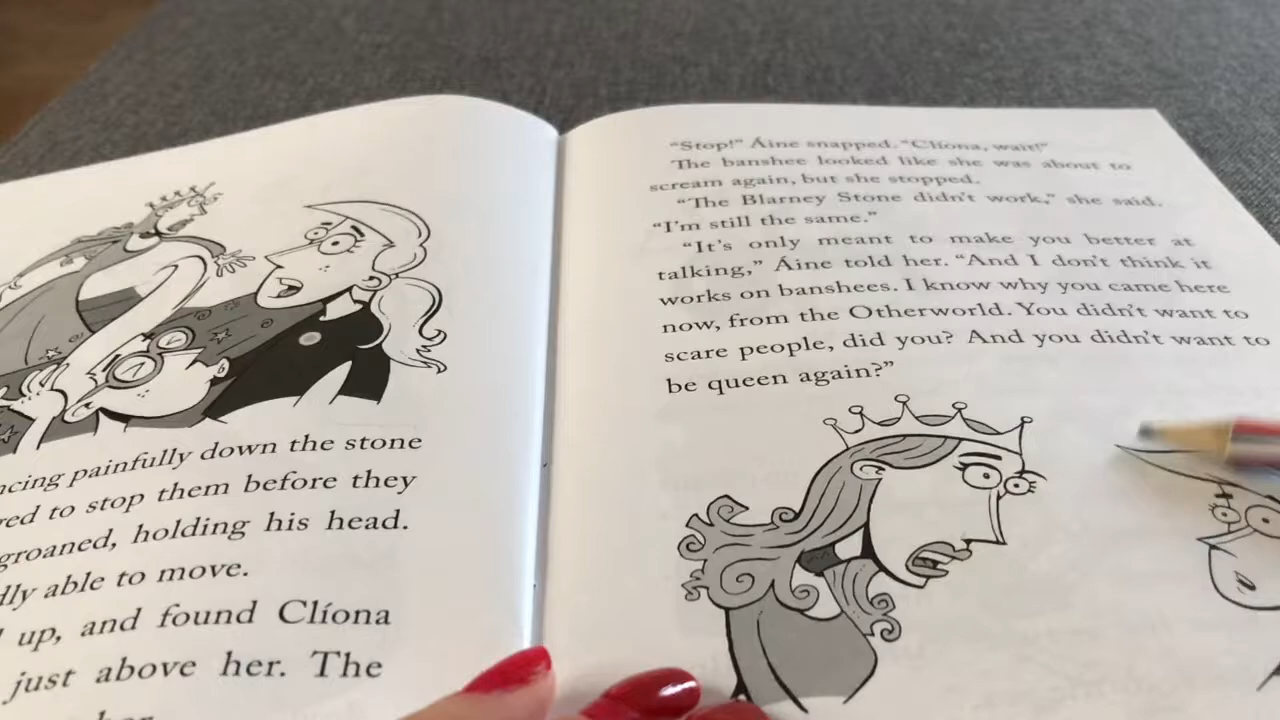 ncing painfully down the stone
red to stop them before they
groaned, holding his head.
dly able to move.
up, and found Clíona
just above her. The
her
“Stop!” Áine snapped. “Clíona, wait!”
The banshee looked like she was about to
scream again, but she stopped.
“The Blarney Stone didn’t work,” she said.
“I’m still the same.”
“It’s only meant to make you better at
talking,” Áine told her. “And I don’t think it
works on banshees. I know why you came here
now, from the Otherworld. You didn’t want to
scare people, did you? And you didn’t want to
be queen again?”